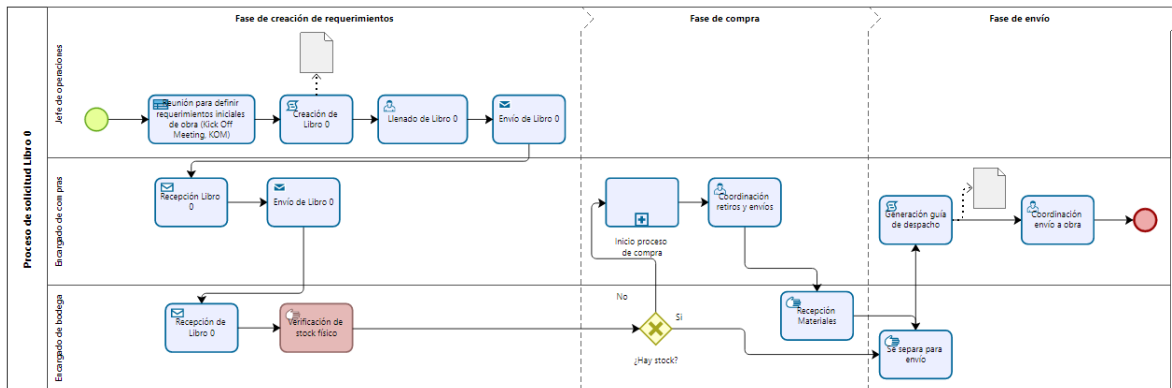 Fase de creación de requerimientos
Fase de compra
Fase de envío
Proceso de solicitud Libro 0
Jefe de operaciones
Reunión para definir
requerimientos iniciales
de obra (Kick Off
Meeting, KOM)
Creación de
Libro 0
Llenado de Libro 0
Envío de Libro 0
Encargado de compras
Recepción Libro
0
Envío de Libro 0
Inicio proceso
de compra
Coordinación
retiros y envíos
Generación guía
de despacho
Coordinación
envío a obra
Encargado de bodega
Recepción de
Libro 0
Verificación de
stock físico
No
Si
¿Hay stock?
Recepción
Materiales
Se separa para
envío